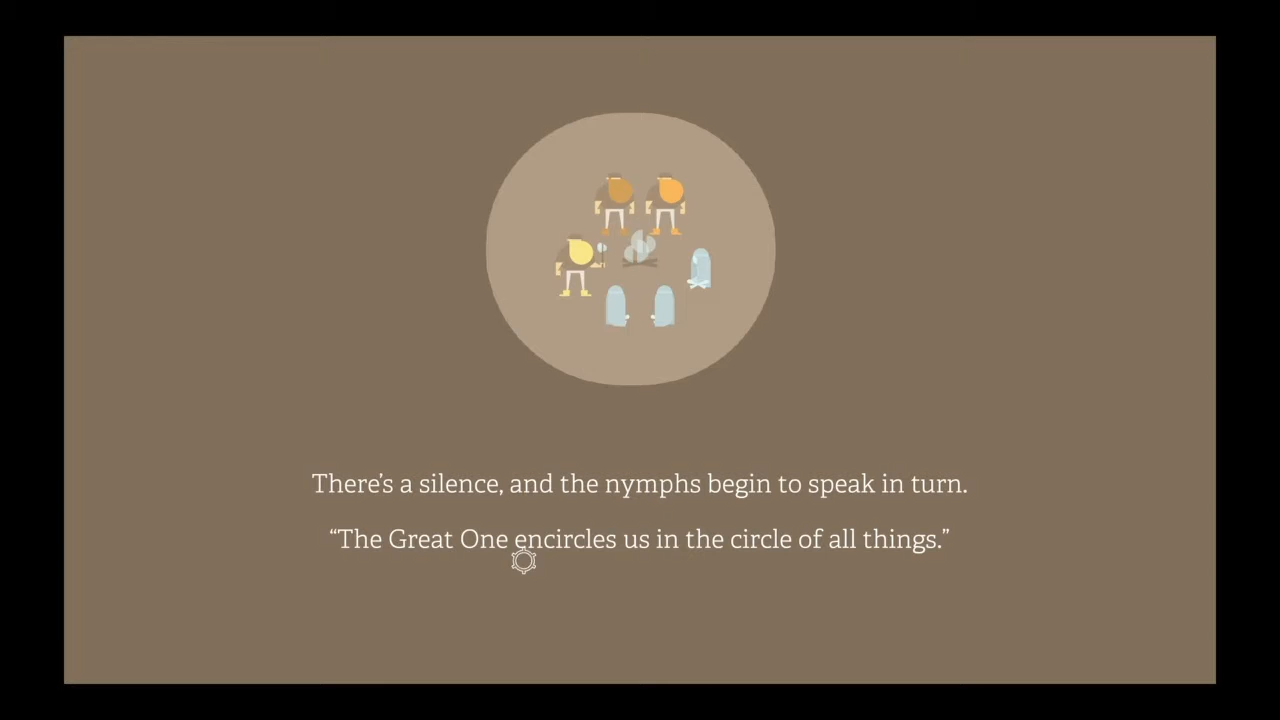 There’s a silence, and the nymphs begin to speak in turn.
“The Great One encircles us in the circle of all things.”